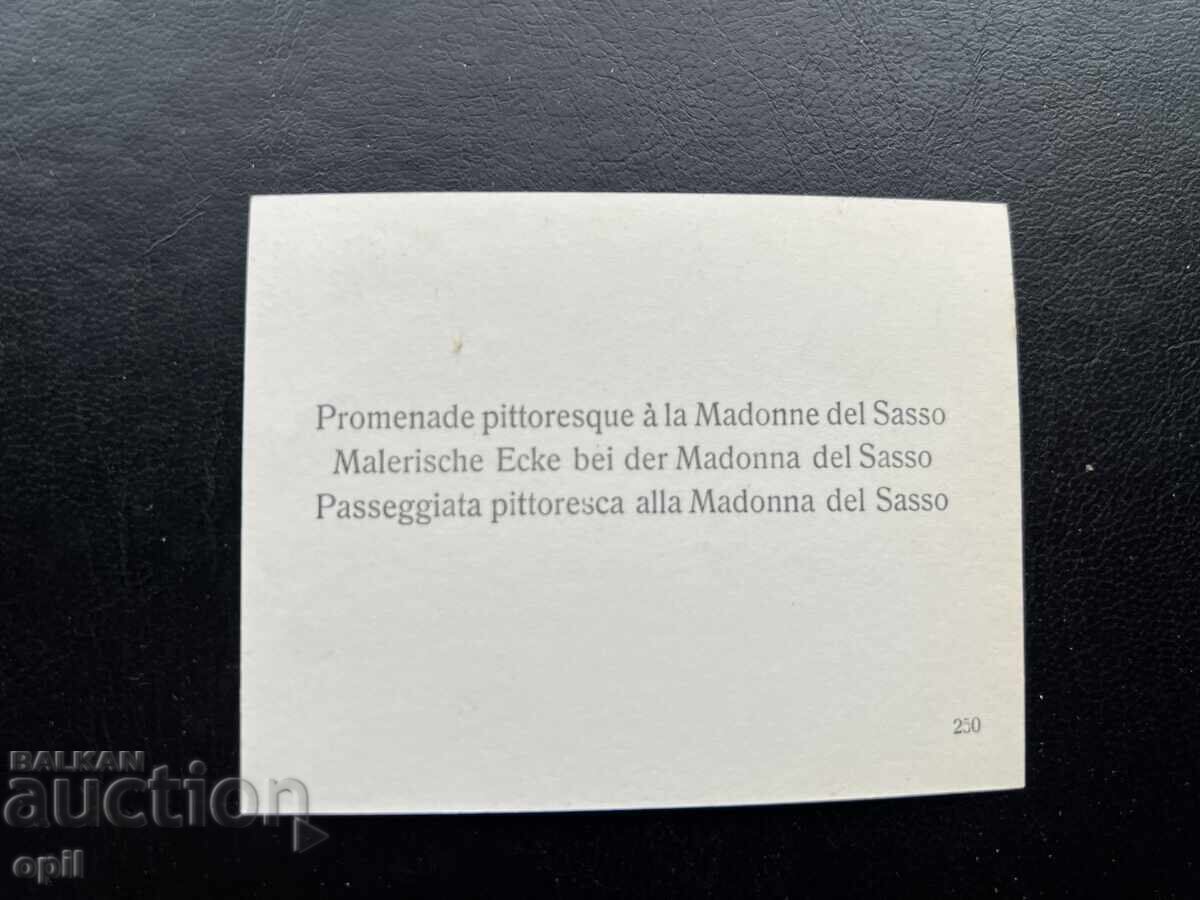 Promenade pittoresque à la Madonne del Sasso
Malerische Ecke bei der Madonna del Sasso
Passeggiata pittoresca alla Madonna del Sasso
250
BALKAN
auction
opil